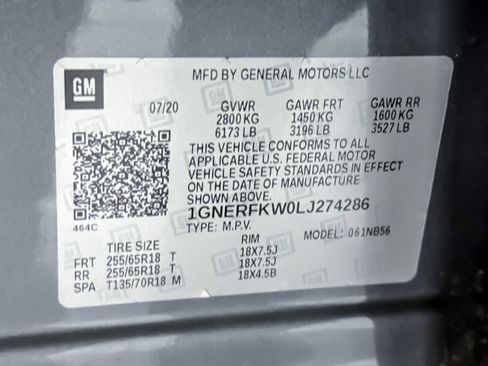 GM
MFD BY GENERAL MOTORS LLC
07/20 GVWR GAWR FRT GAWR RR
2800 KG 1450 KG 1600 KG
6173 LB 3196 LB 3527 LB
THIS VEHICLE CONFORMS TO ALL
APPLICABLE U.S. FEDERAL MOTOR
VEHICLE SAFETY STANDARDS IN EFFECT
ON THE DATE OF MANUFACTURE
SHOWN ABOVE.
1GNERFKW0LJ274286
464C
TYPE: M.P.V. MODEL: 061NB56
TIRE SIZE RIM
FRT 255/65R18 T 18X7.5J
RR 255/65R18 T 18X7.5J
SPA T135/70R18 M 18X4.5B